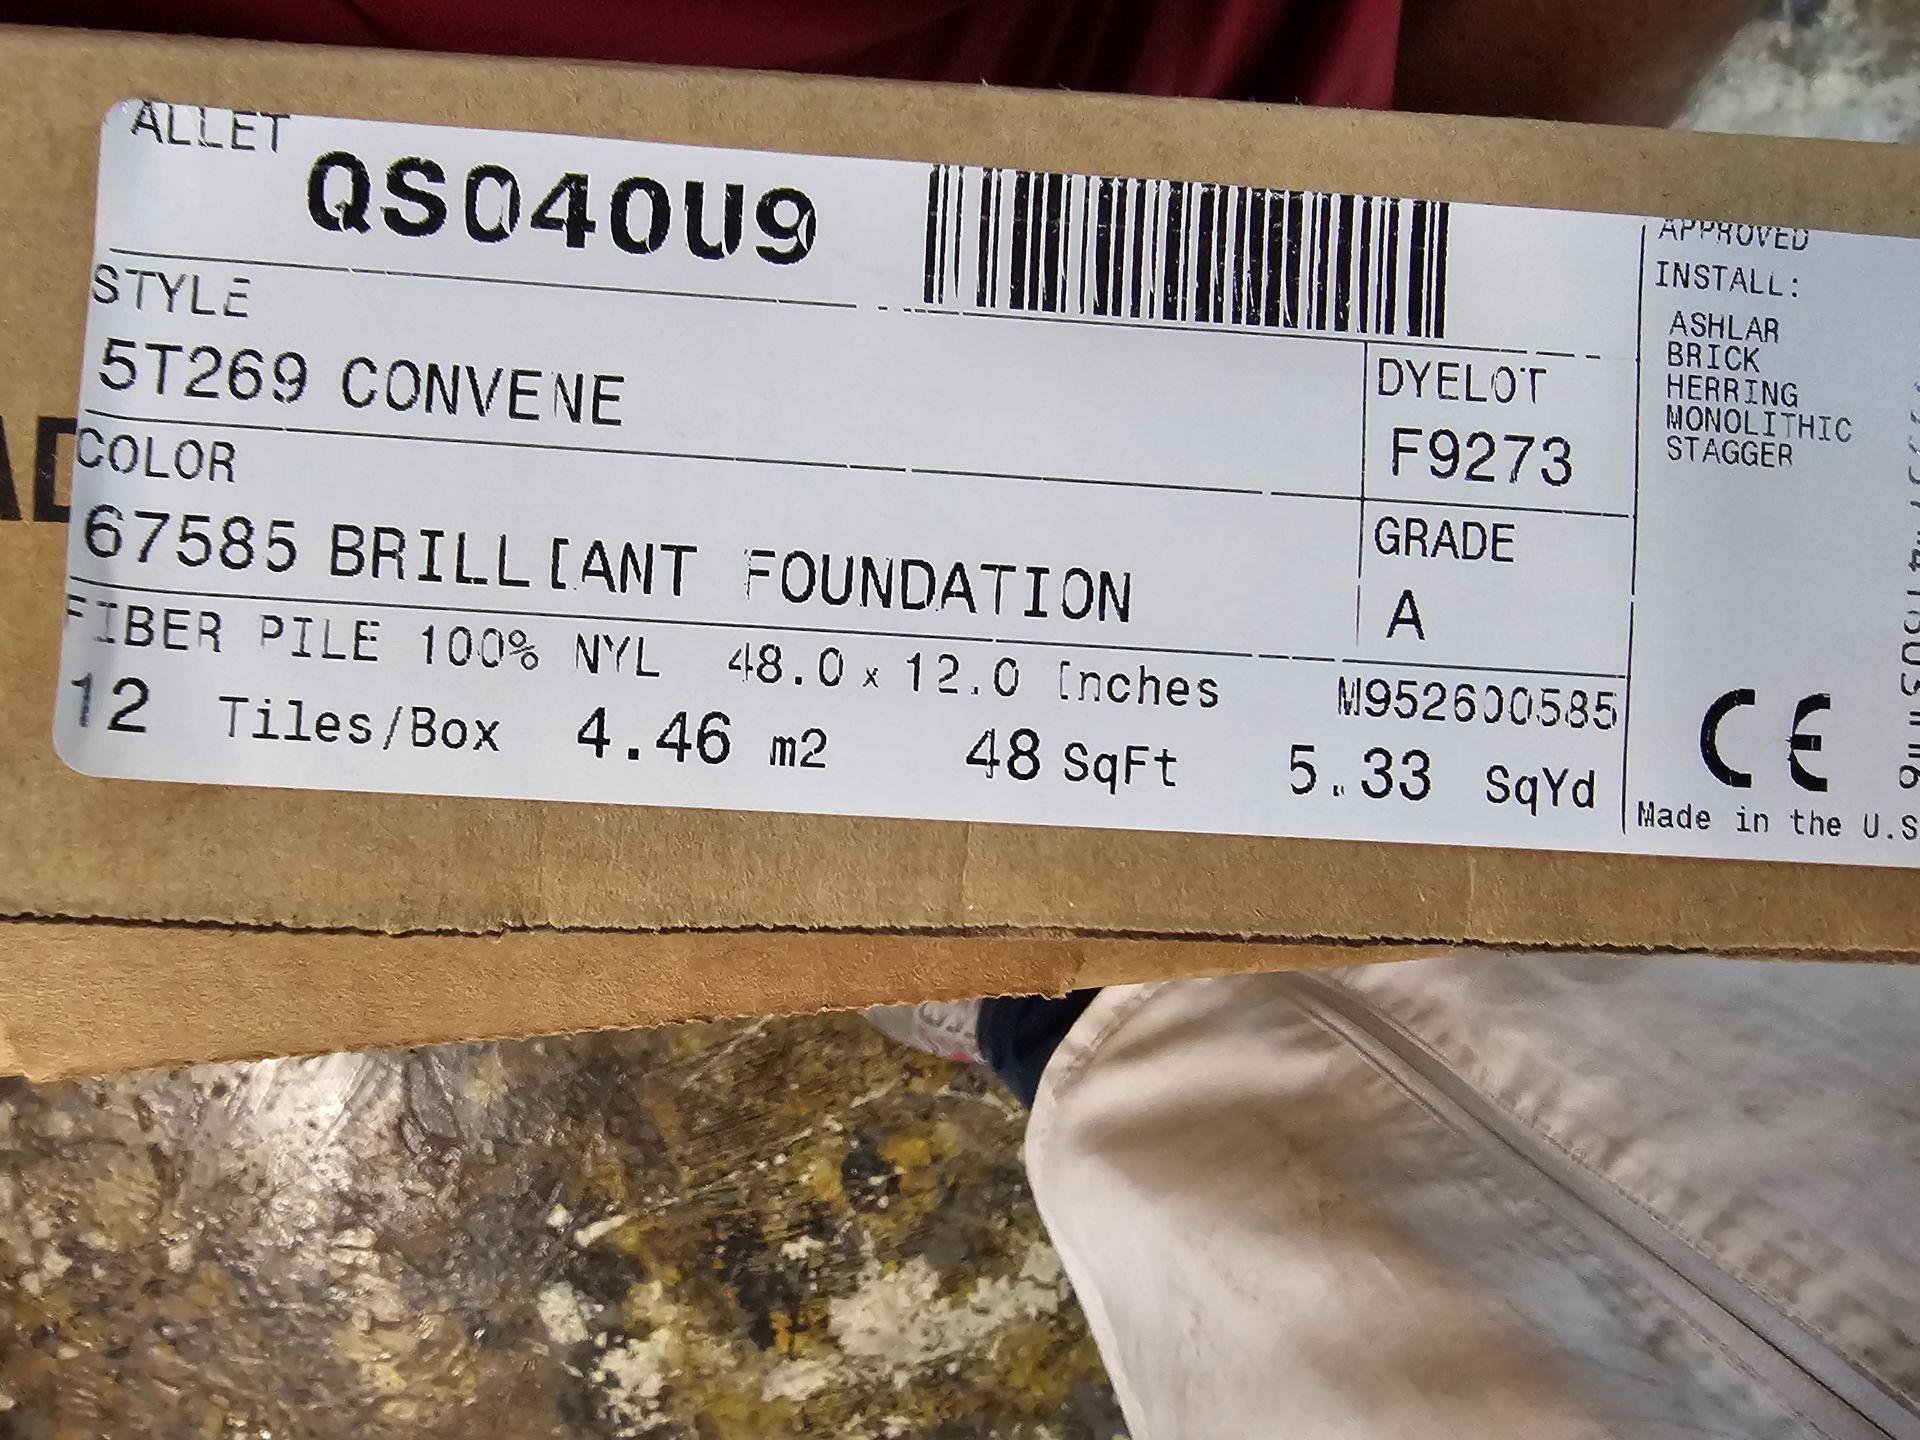 ALLET
QS040U9
STYLE
5T269 CONVENE
DYELOT
F9273
COLOR
67585 BRILLIANT FOUNDATION
GRADE
A
FIBER PILE 100% NYL 48.0 x 12.0 Inches
M952600585
12 Tiles/Box 4.46 m2 48 SqFt 5.33 SqYd
APPROVED
INSTALL:
ASHLAR
BRICK
HERRING
MONOLITHIC
STAGGER
CE
Made in the U.S